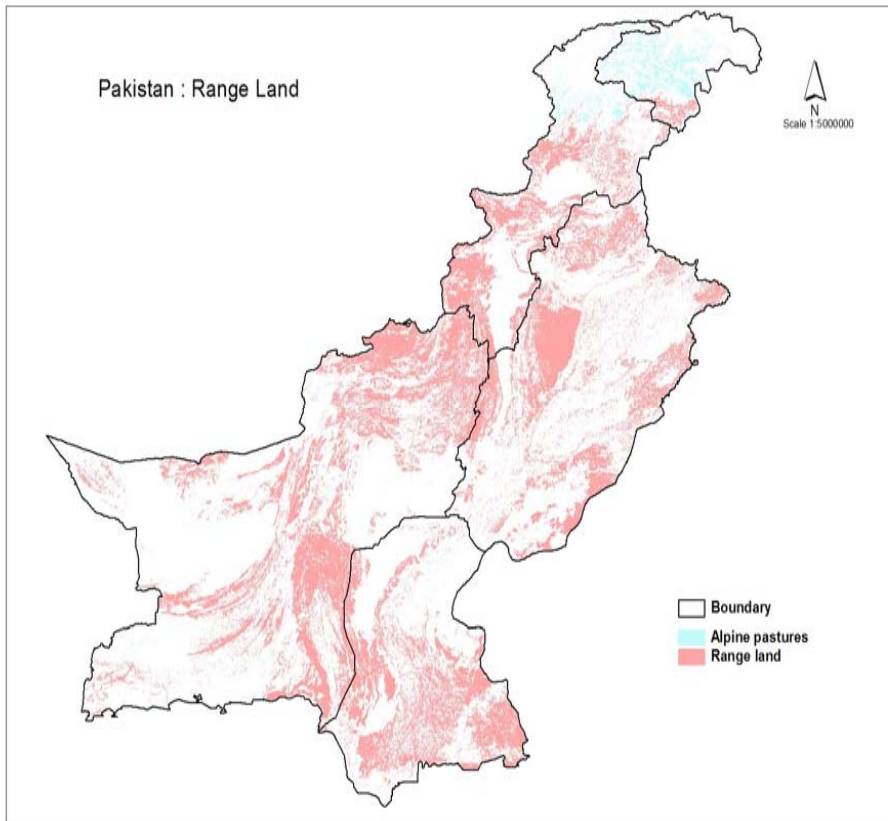 Pakistan : Range Land
N
Scale 1:5000000
Boundary
Alpine pastures
Range land